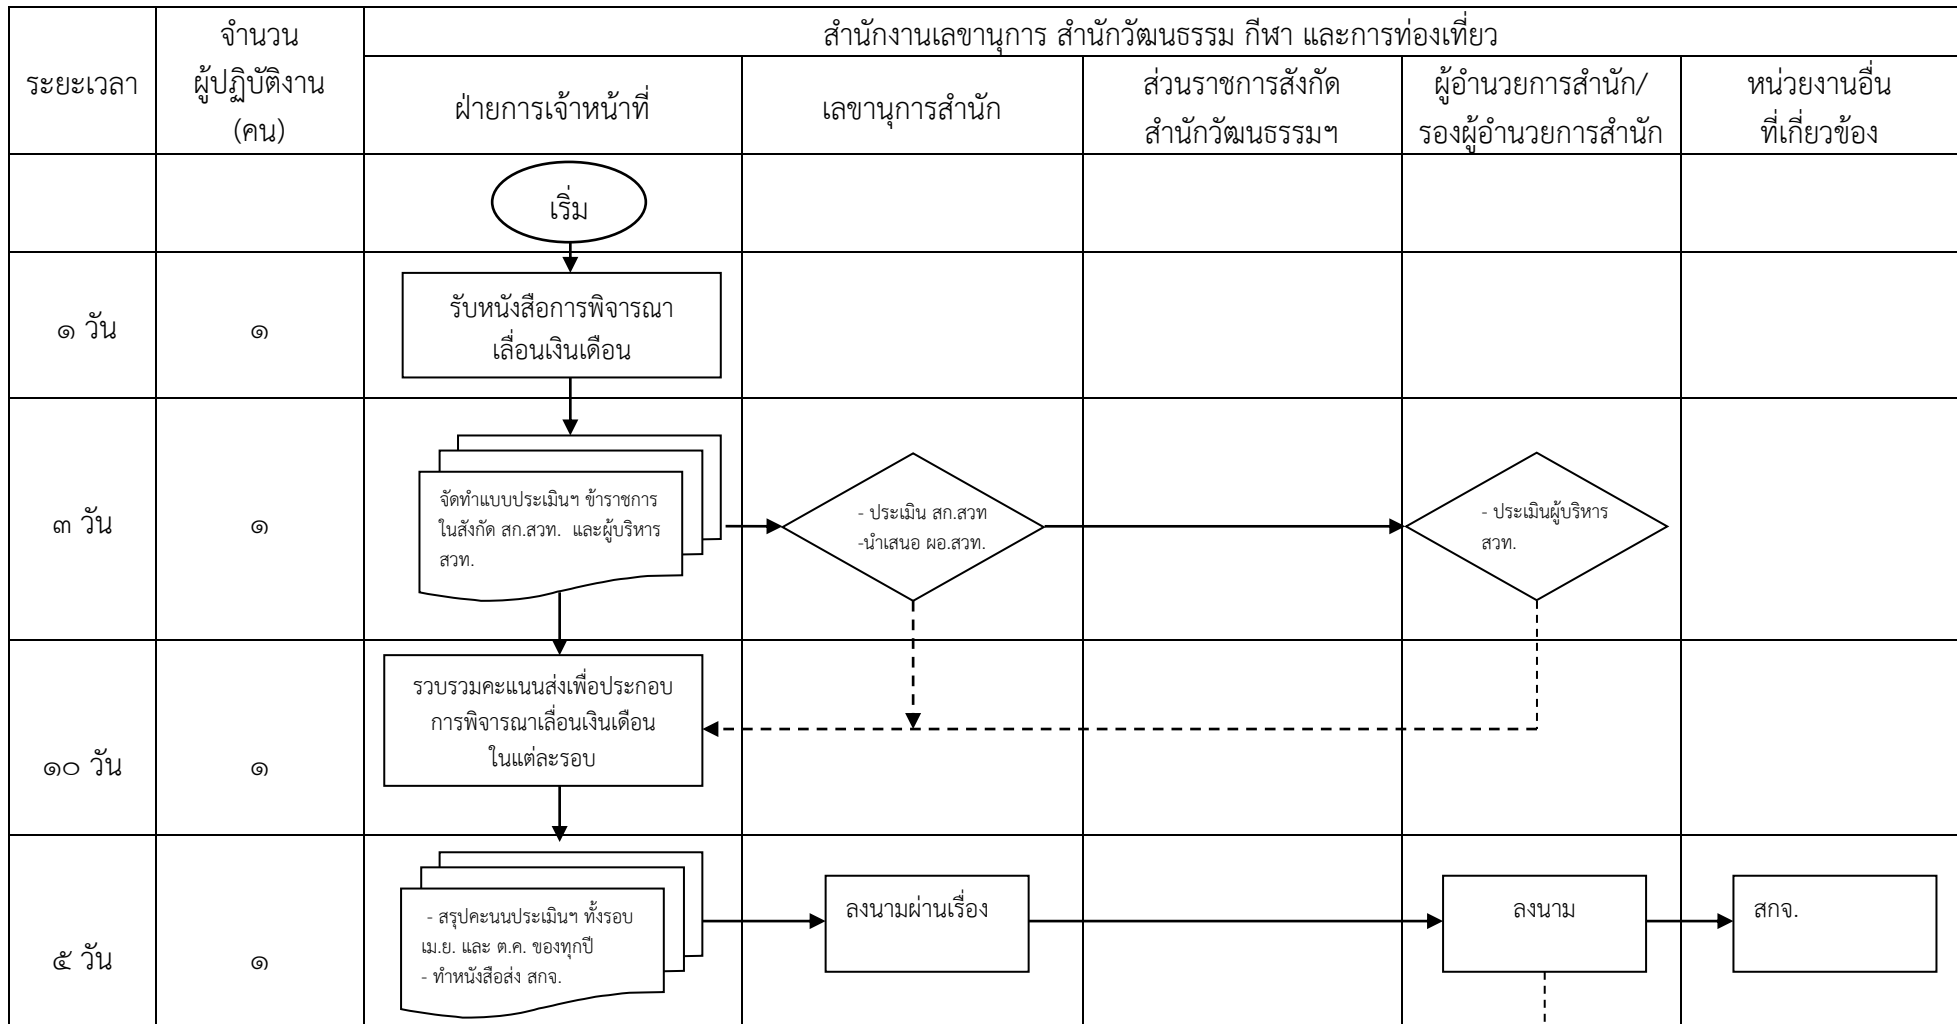 ระยะเวลา
จำนวน
ผู้ปฏิบัติงาน
(คน)
สำนักงานเลขานุการ สำนักวัฒนธรรม กีฬา และการท่องเที่ยว
ฝ่ายการเจ้าหน้าที่
เลขานุการสำนัก
ส่วนราชการสังกัด
สำนักวัฒนธรรมฯ
ผู้อำนวยการสำนัก/
รองผู้อำนวยการสำนัก
หน่วยงานอื่น
ที่เกี่ยวข้อง
เริ่ม
๑ วัน
๑
รับหนังสือการพิจารณา
เลื่อนเงินเดือน
๓ วัน
๑
จัดทำแบบประเมินฯ ข้าราชการ
ในสังกัด สก.สวท. และผู้บริหาร
สวท.
- ประเมิน สก.สวท
-นำเสนอ ผอ.สวท.
- ประเมินผู้บริหาร
สวท.
๑๐ วัน
๑
รวบรวมคะแนนส่งเพื่อประกอบ
การพิจารณาเลื่อนเงินเดือน
ในแต่ละรอบ
๕ วัน
๑
- สรุปคะนนประเมินฯ ทั้งรอบ
เม.ย. และ ต.ค. ของทุกปี
- ทำหนังสือส่ง สกจ.
ลงนามผ่านเรื่อง
ลงนาม
สกจ.